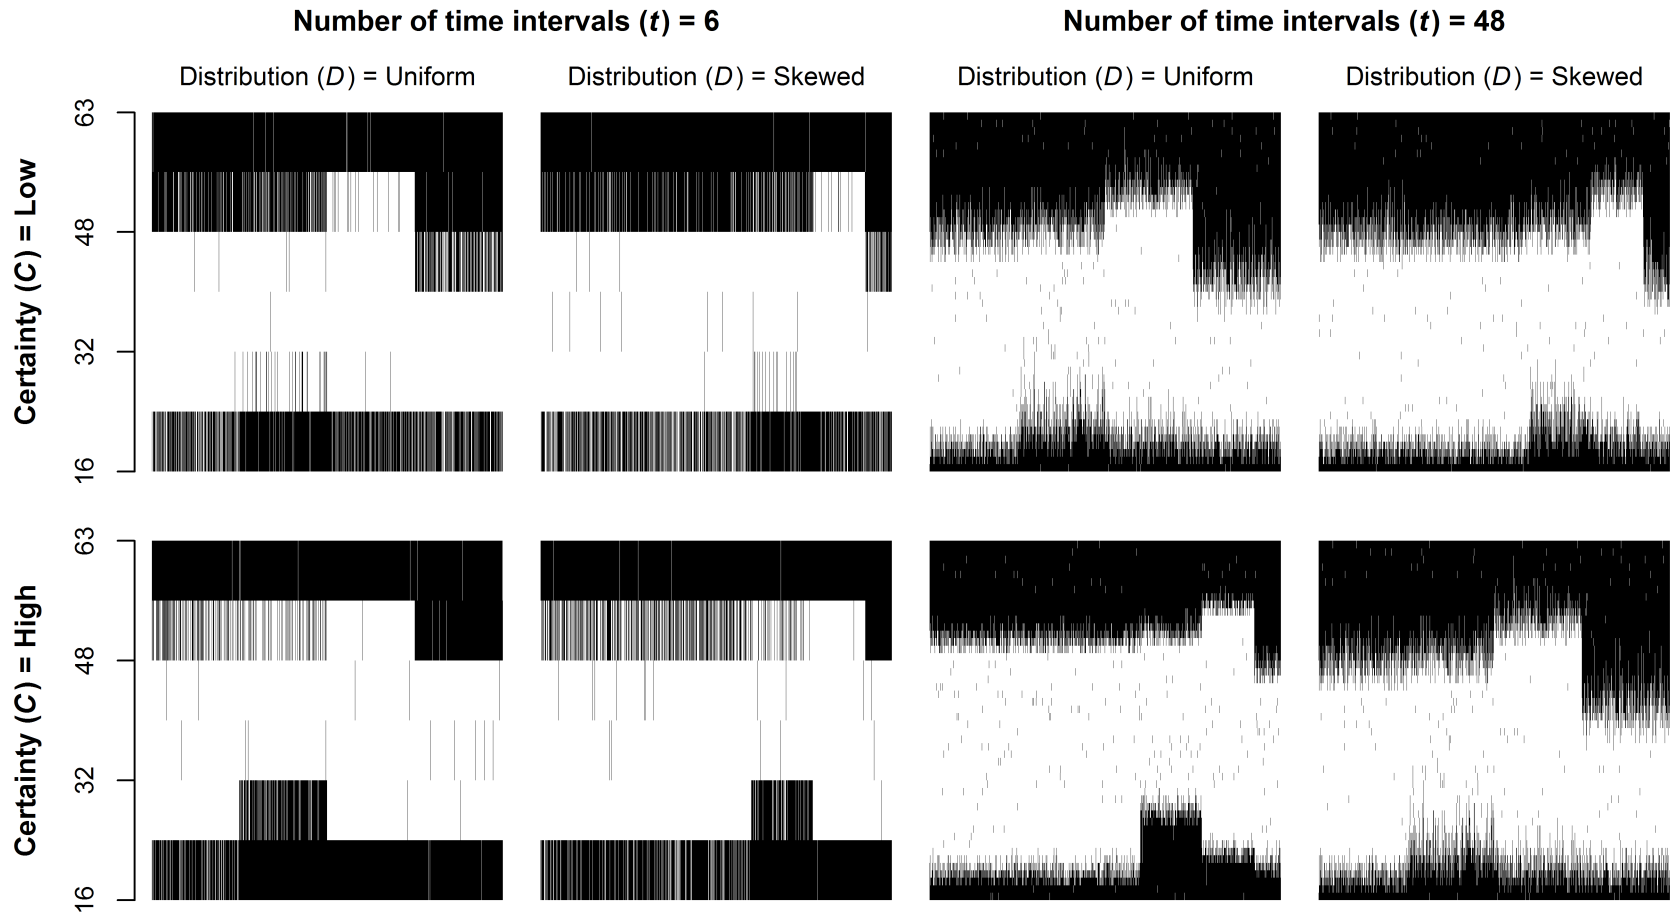 Number of time intervals (t) = 6
Number of time intervals (t) = 48
Distribution (D) = Uniform
Distribution (D) = Skewed
Distribution (D) = Uniform
Distribution (D) = Skewed
Certainty (C) = Low
63
48
32
16
Certainty (C) = High
63
48
32
16